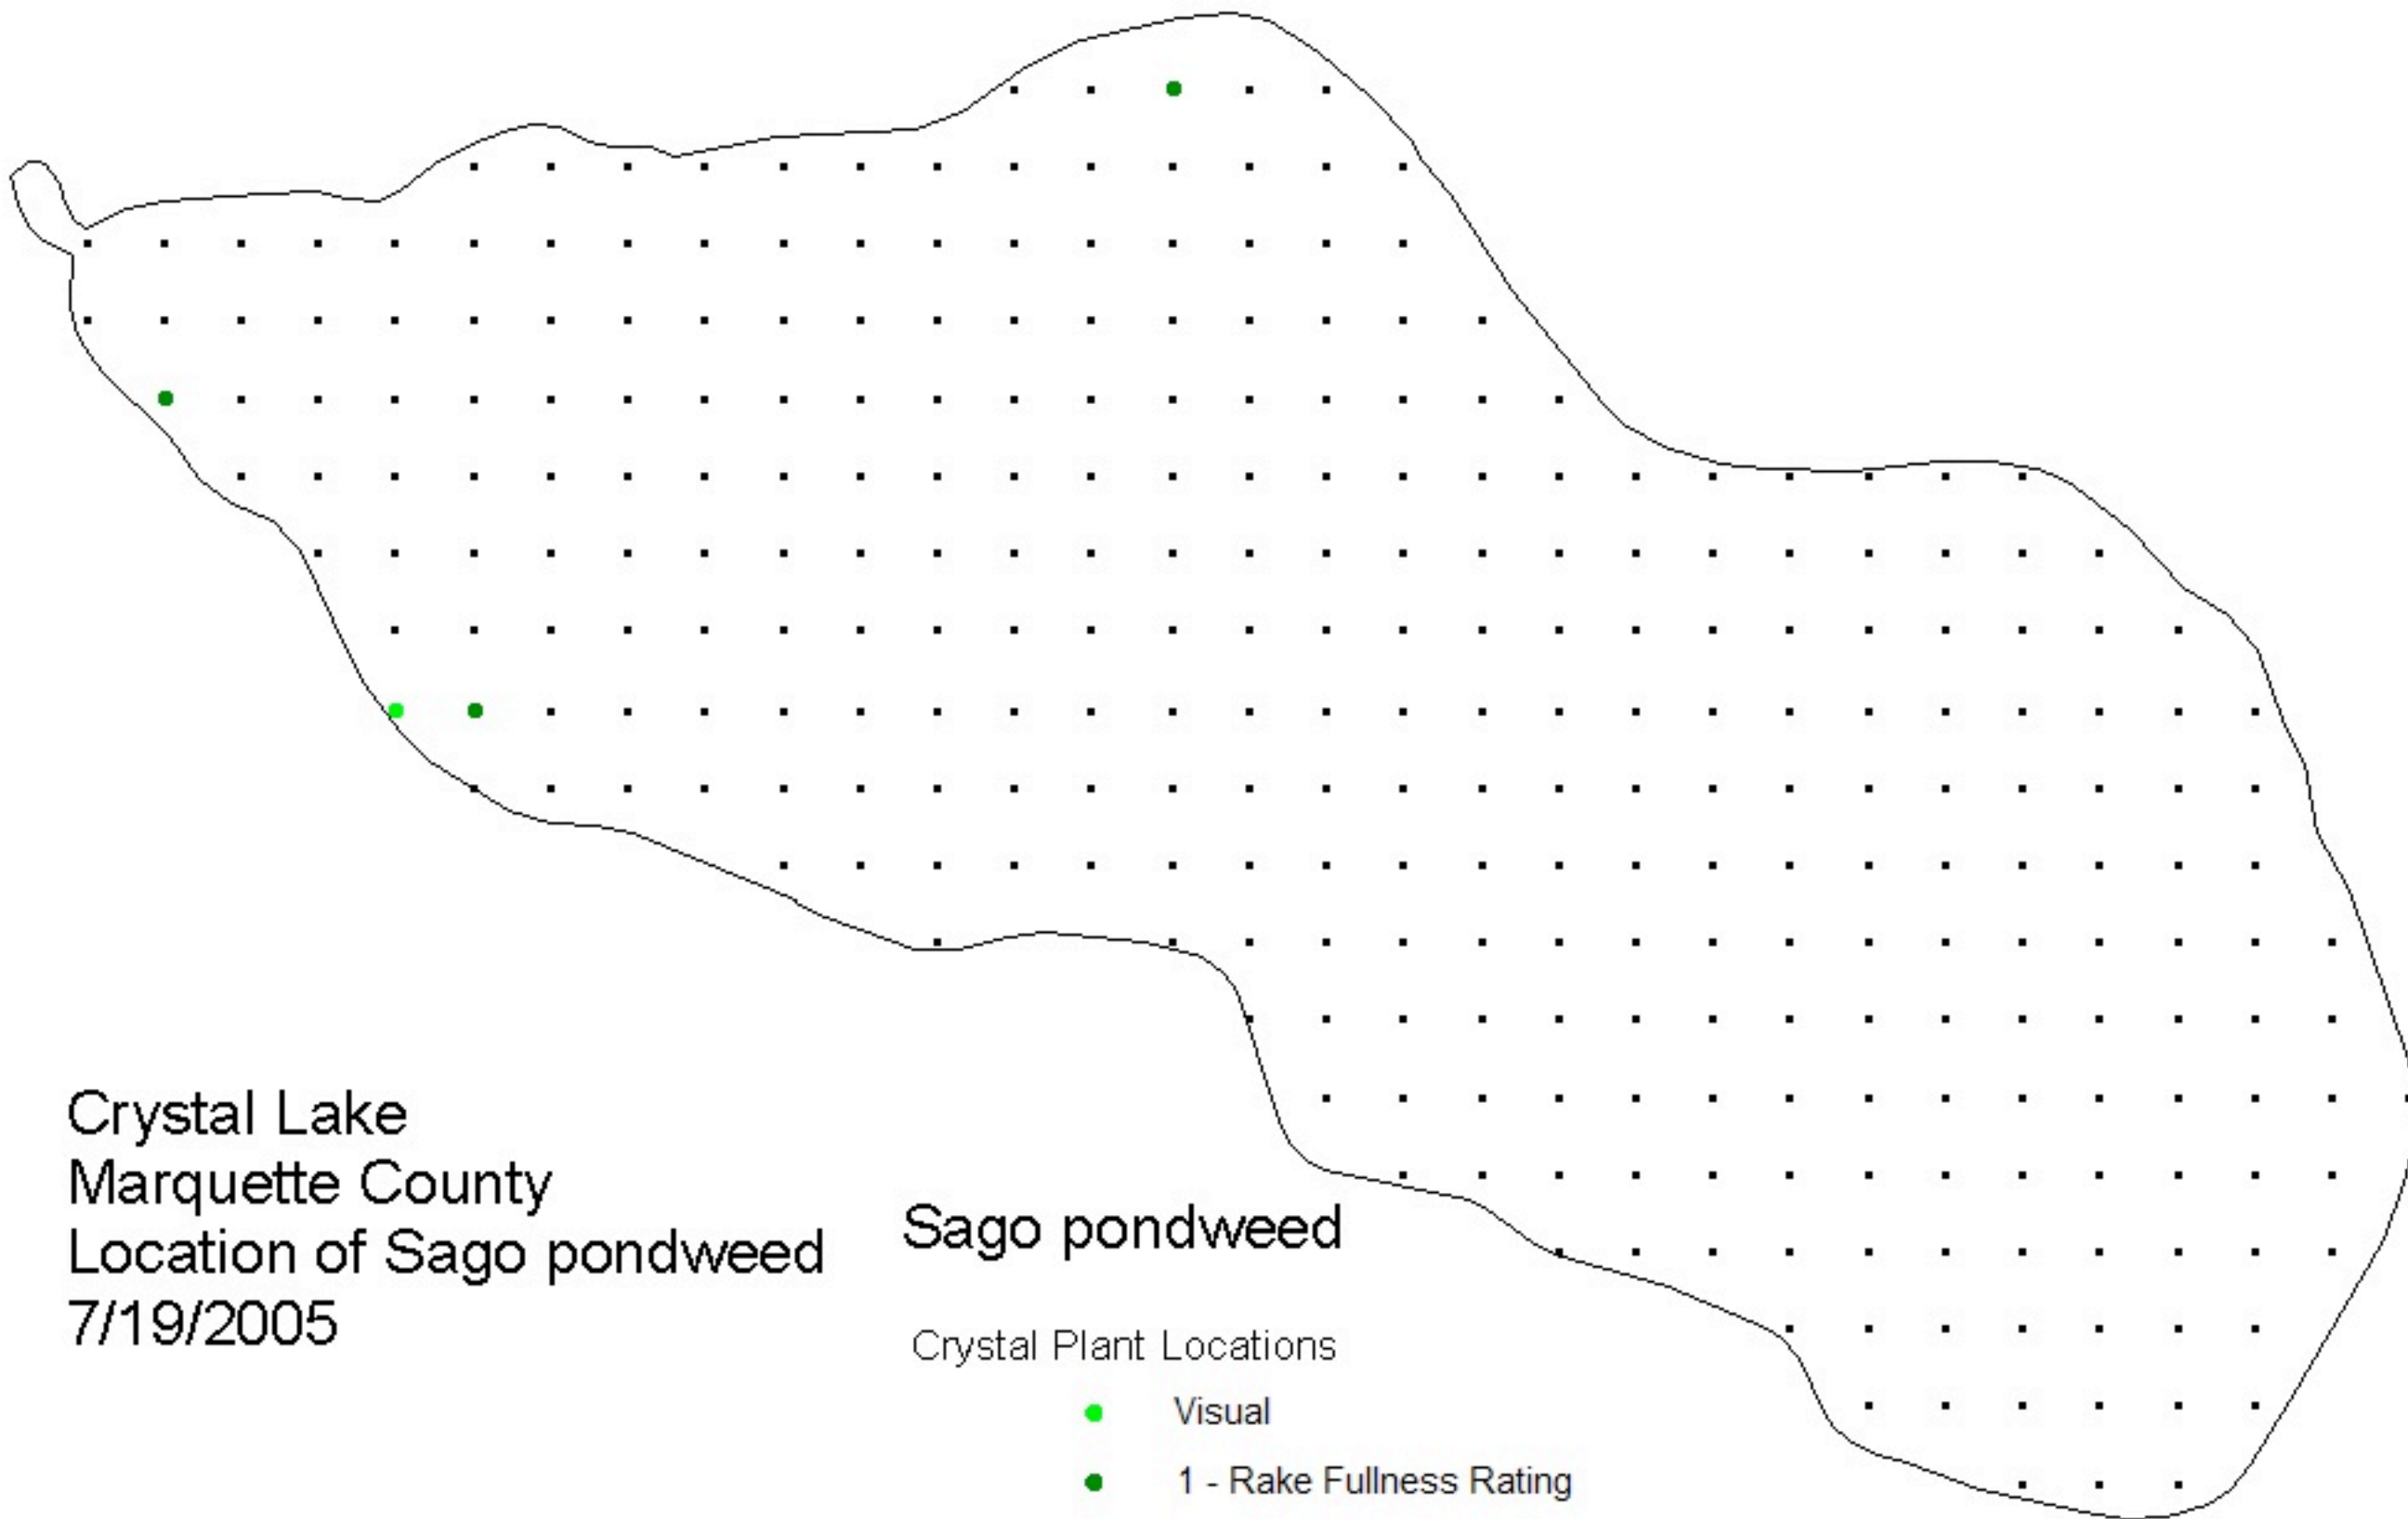 Crystal Lake
Marquette County
Location of Sago pondweed
7/19/2005
Sago pondweed
Crystal Plant Locations
Visual
1 - Rake Fullness Rating